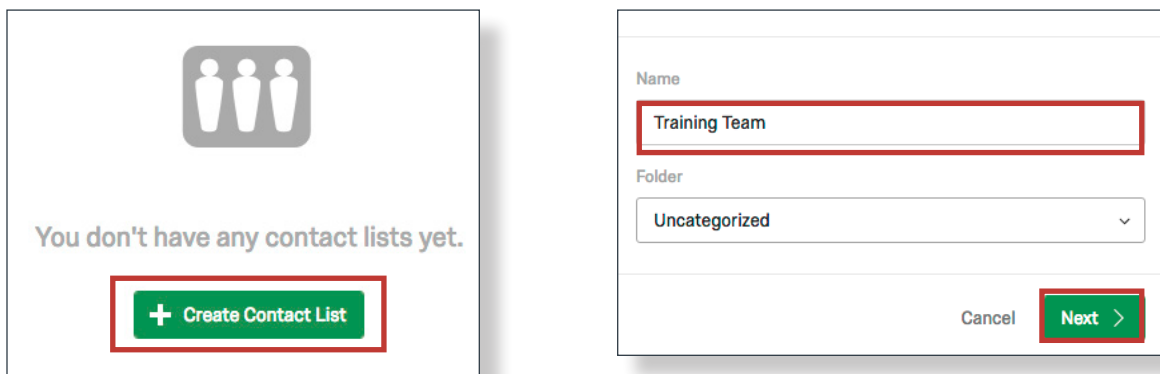 You don't have any contact lists yet.
Create Contact List
Name
Training Team
Folder
Uncategorized
Cancel
Next